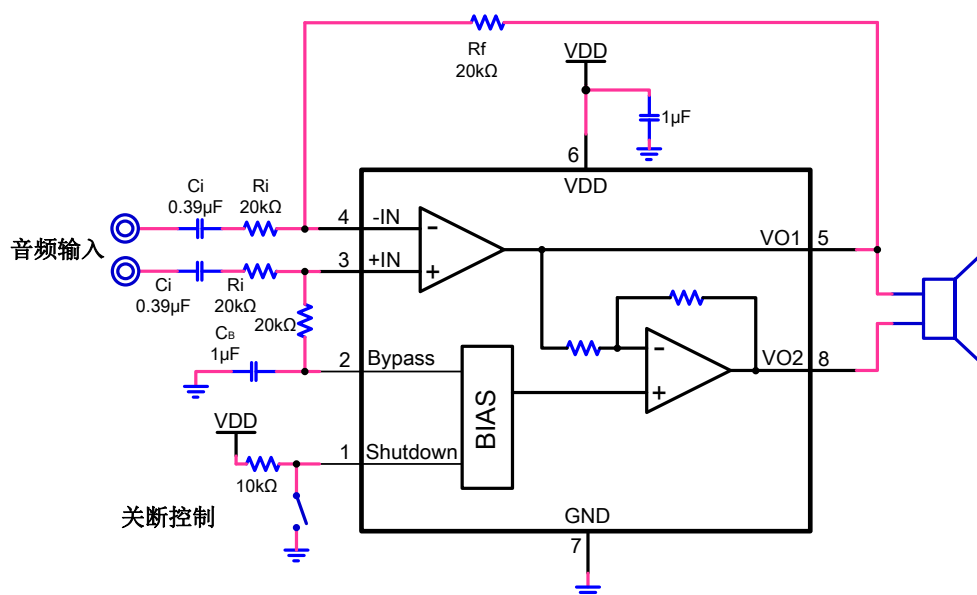 Rf
20kΩ
VDD
1μF
6
VDD
Ci
0.39μF
Ri
20kΩ
4
-IN
-
VO1
5
音频输入
3
+IN
+
Ci
0.39μF
Ri
20kΩ
20kΩ
CB
1μF
2
Bypass
-
+
VO2
8
BIAS
VDD
10kΩ
1
Shutdown
关断控制
GND
7